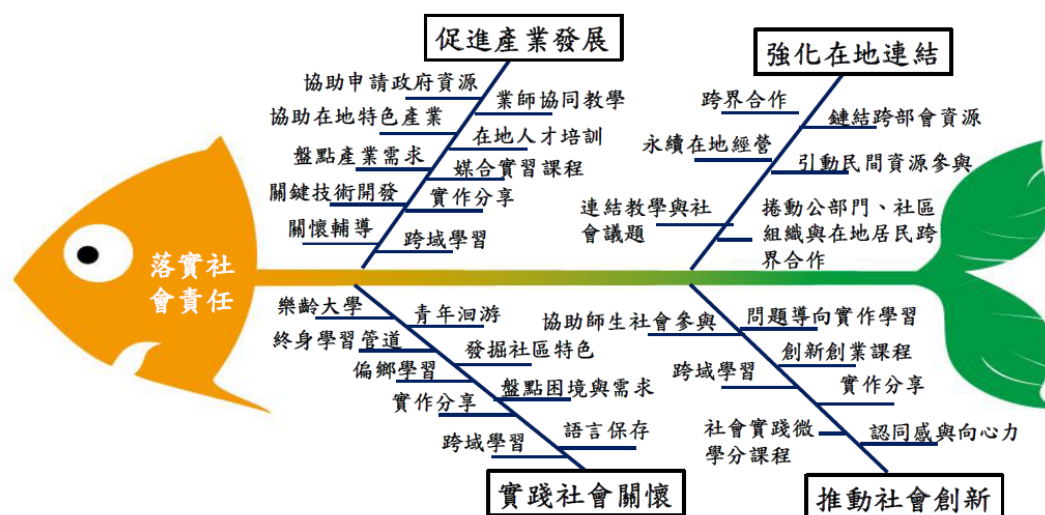 促進產業發展
強化在地連結
協助申請政府資源
業師協同教學
協助在地特色產業
在地人才培訓
盤點產業需求
媒合實習課程
關鍵技術開發
實作分享
關懷輔導
跨域學習
跨界合作
鏈結跨部會資源
永續在地經營
引動民間資源參與
連結教學與社
會議題
捲動公部門、社區
組織與在地居民跨
界合作
落實社
會責任
樂齡大學
青年洄游
終身學習管道
發掘社區特色
偏鄉學習
盤點困境與需求
實作分享
語言保存
跨域學習
實踐社會關懷
協助師生社會參與
問題導向實作學習
創新創業課程
跨域學習
實作分享
社會實踐微
學分課程
認同感與向心力
推動社會創新